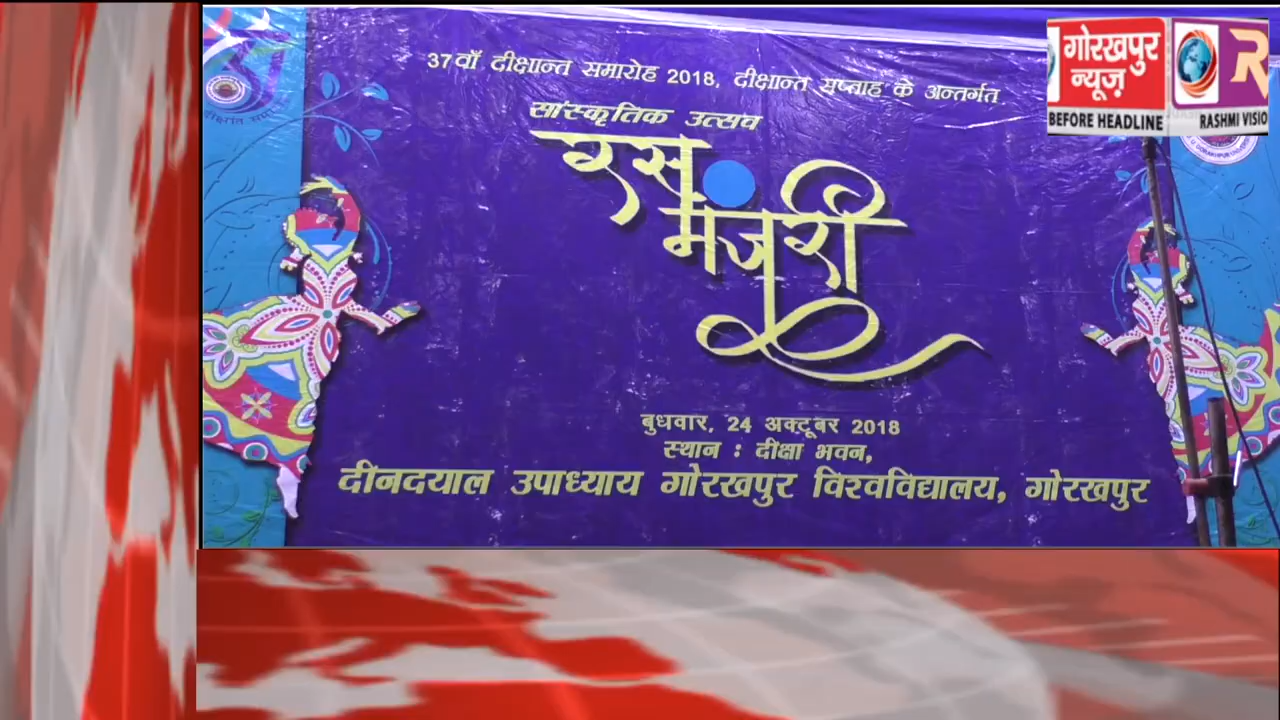 37वाँ दीक्षान्त समारोह 2018, दीक्षान्त सप्ताह के अन्तर्गत
सांस्कृतिक उत्सव
रस
मंजरी
बुधवार, 24 अक्टूबर 2018
स्थान : दीक्षा भवन,
दीनदयाल उपाध्याय गोरखपुर विश्वविद्यालय, गोरखपुर
गोरखपुर
न्यूज़
BEFORE HEADLINE
R
RASHMI VISIO